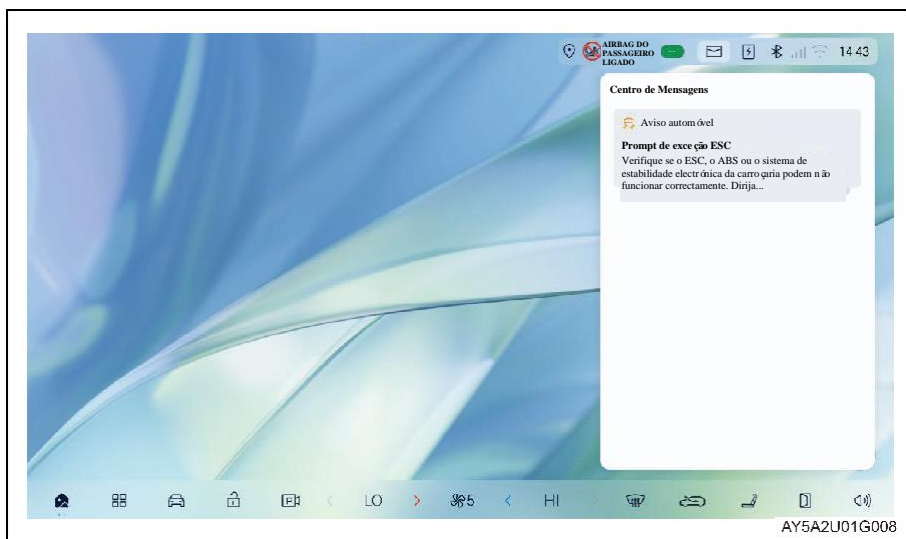 AIRBAG DO
PASSAGEIRO
LIGADO
14:43
Centro de Mensagens
Aviso automóvel
Prompt de exceção ESC
Verifique se o ESC, o ABS ou o sistema de
estabilidade electrónica da carroçaria podem não
funcionar correctamente. Dirija...
LO
5
HI
AY5A2U01G008